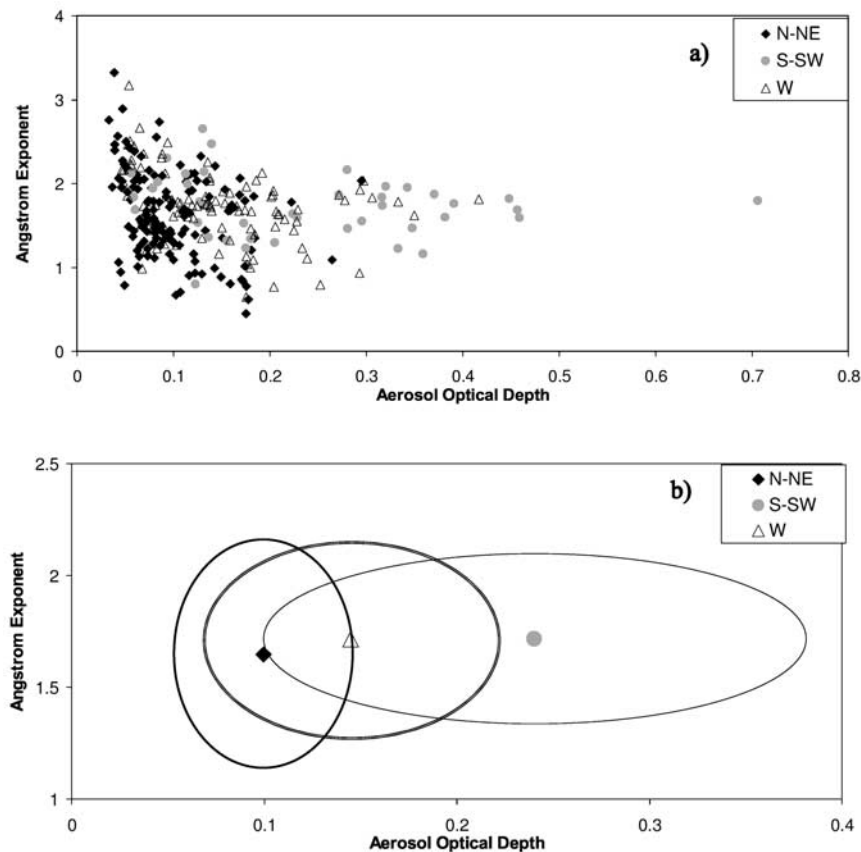 4
a)
N-NE
S-SW
W
3
Angstrom Exponent
2
1
0
0 0.1 0.2 0.3 0.4 0.5 0.6 0.7 0.8
Aerosol Optical Depth
2.5
b)
N-NE
S-SW
W
2
Angstrom Exponent
1.5
1
0 0.1 0.2 0.3 0.4
Aerosol Optical Depth